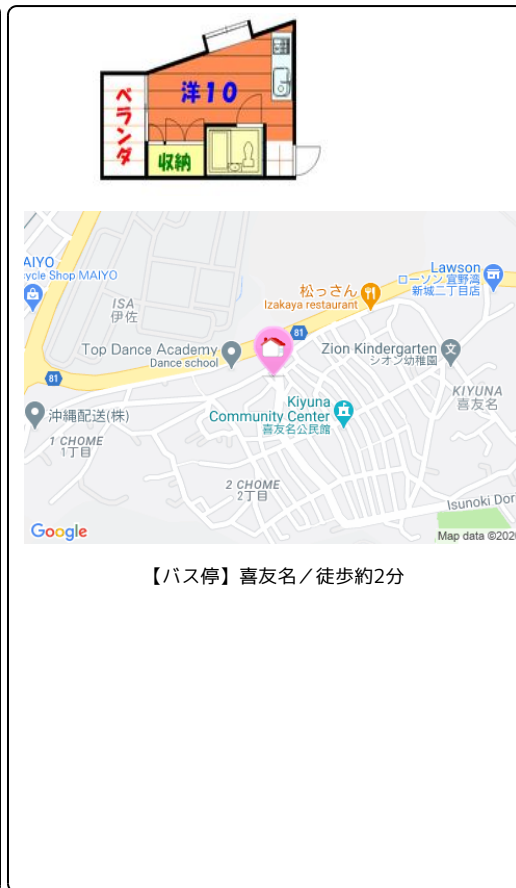 洋10
ベランダ
収納
AIYO
cycle Shop MAIYO
ISA
伊佐
Lawson
ローソン 宜野湾
新城二丁目店
松っさん
Izakaya restaurant
81
Top Dance Academy
Dance school
Zion Kindergarten
シオン幼稚園
81
KIYUNA
喜友名
Kiyuna
Community Center
喜友名公民館
沖縄配送(株)
1 CHOME
1丁目
2 CHOME
2丁目
Isunoki Dor
Google
Map data ©2020
【バス停】喜友名／徒歩約2分